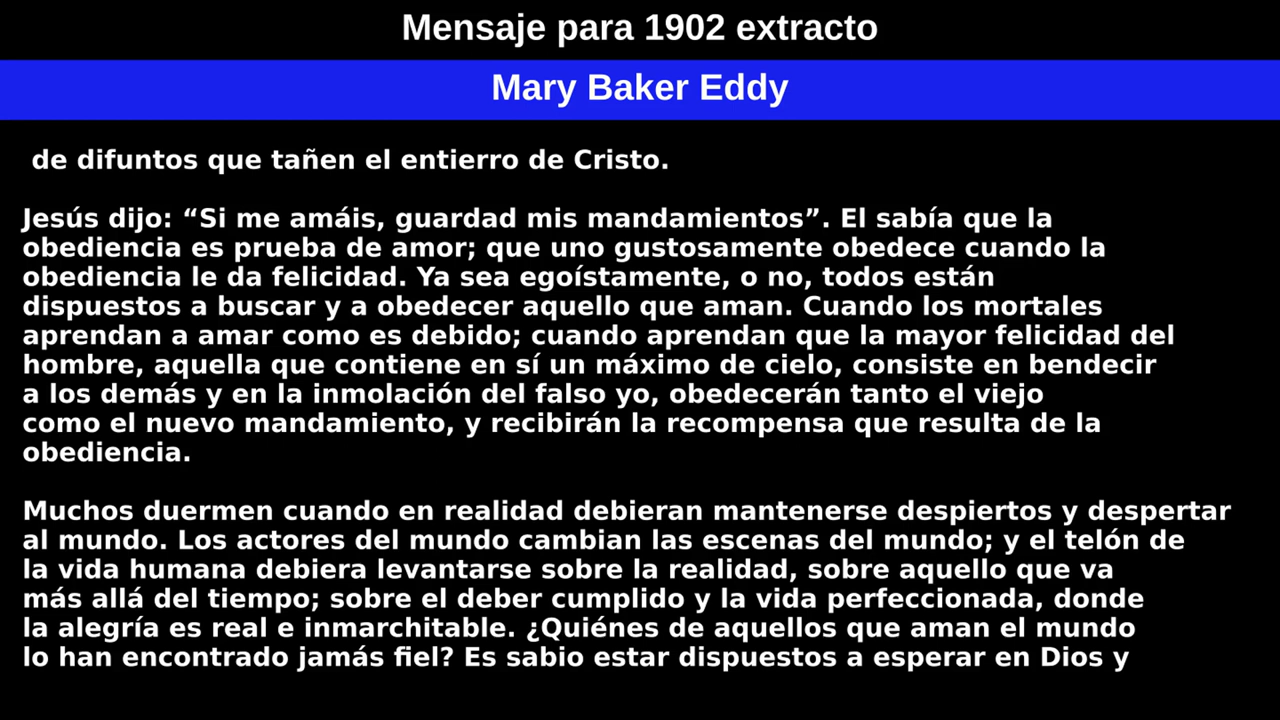 Mensaje para 1902 extracto
Mary Baker Eddy
de difuntos que tañen el entierro de Cristo.
Jesús dijo: “Si me amáis, guardad mis mandamientos”. El sabía que la
obediencia es prueba de amor; que uno gustosamente obedece cuando la
obediencia le da felicidad. Ya sea egoístamente, o no, todos están
dispuestos a buscar y a obedecer aquello que aman. Cuando los mortales
aprendan a amar como es debido; cuando aprendan que la mayor felicidad del
hombre, aquella que contiene en sí un máximo de cielo, consiste en bendecir
a los demás y en la inmolación del falso yo, obedecerán tanto el viejo
como el nuevo mandamiento, y recibirán la recompensa que resulta de la
obediencia.
Muchos duermen cuando en realidad debieran mantenerse despiertos y despertar
al mundo. Los actores del mundo cambian las escenas del mundo; y el telón de
la vida humana debiera levantarse sobre la realidad, sobre aquello que va
más allá del tiempo; sobre el deber cumplido y la vida perfeccionada, donde
la alegría es real e inmarchitable. ¿Quiénes de aquellos que aman el mundo
lo han encontrado jamás fiel? Es sabio estar dispuestos a esperar en Dios y